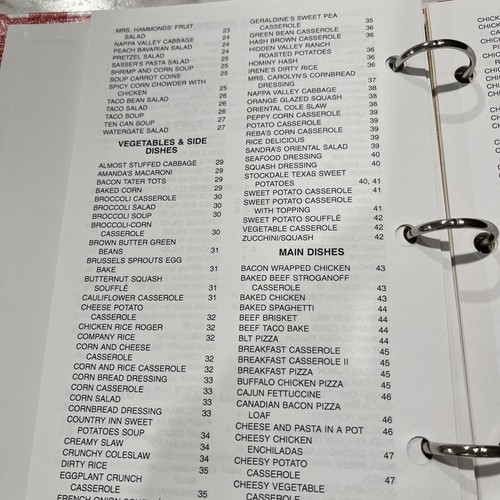 MRS. HAMMONDS' FRUIT
SALAD 23
NAPPA VALLEY CABBAGE 24
PEACH BAVARIAN SALAD 24
PRETZEL SALAD 24
SASSER'S PASTA SALAD 25
SHRIMP AND CORN SOUP 25
SOUP CARROT COINS 25
SPICY CORN CHOWDER WITH
CHICKEN 25
TACO BEAN SALAD 26
TACO SALAD 26
TACO SOUP 26
TEN CAN SOUP 27
WATERGATE SALAD 27
VEGETABLES & SIDE
DISHES
ALMOST STUFFED CABBAGE 29
AMANDA'S MACARONI 29
BACON TATER TOTS 29
BAKED CORN 29
BROCCOLI CASSEROLE 30
BROCCOLI SALAD 30
BROCCOLI SOUP 30
BROCCOLI-CORN
CASSEROLE 30
BROWN BUTTER GREEN
BEANS 31
BRUSSELS SPROUTS EGG
BAKE 31
BUTTERNUT SQUASH
SOUFFLÉ 31
CAULIFLOWER CASSEROLE 31
CHEESE POTATO
CASSEROLE 32
CHICKEN RICE ROGER 32
COMPANY RICE 32
CORN AND CHEESE
CASSEROLE 32
CORN AND RICE CASSEROLE 32
CORN BREAD DRESSING 33
CORN CASSEROLE 33
CORN SALAD 33
CORNBREAD DRESSING 33
COUNTRY INN SWEET
POTATOES SOUP 34
CREAMY SLAW 34
CRUNCHY COLESLAW 34
DIRTY RICE 35
EGGPLANT CRUNCH
CASSEROLE 35
FRENCH ONION
GERALDINE'S SWEET PEA
CASSEROLE 35
GREEN BEAN CASSEROLE 36
HASH BROWN CASSEROLE 36
HIDDEN VALLEY RANCH
ROASTED POTATOES 36
HOMINY HASH 36
IRENE'S DIRTY RICE 36
MRS. CAROLYN'S CORNBREAD
DRESSING 37
NAPPA VALLEY CABBAGE 38
ORANGE GLAZED SQUASH 38
ORIENTAL COLE SLAW 38
PEPPY CORN CASSEROLE 39
POTATO CASSEROLE 39
REBA'S CORN CASSEROLE 39
RICE DELICIOUS 39
SANDRA'S ORIENTAL SALAD 39
SEAFOOD DRESSING 40
SQUASH DRESSING 40
STOCKDALE TEXAS SWEET
POTATOES 40, 41
SWEET POTATO CASSEROLE 41
SWEET POTATO CASSEROLE
WITH TOPPING 41
SWEET POTATO SOUFFLÉ 42
VEGETABLE CASSEROLE 42
ZUCCHINI/SQUASH 42
MAIN DISHES
BACON WRAPPED CHICKEN 43
BAKED BEEF STROGANOFF
CASSEROLE 43
BAKED CHICKEN 43
BAKED SPAGHETTI 44
BEEF BRISKET 44
BEEF TACO BAKE 44
BLT PIZZA 44
BREAKFAST CASSEROLE 45
BREAKFAST CASSEROLE II 45
BREAKFAST PIZZA 45
BUFFALO CHICKEN PIZZA 45
CAJUN FETTUCCINE 46
CANADIAN BACON PIZZA
LOAF 46
CHEESE AND PASTA IN A POT 46
CHEESY CHICKEN
ENCHILADAS 47
CHEESY POTATO
CASSEROLE 47
CHEESY VEGETABLE
CASSEROLE